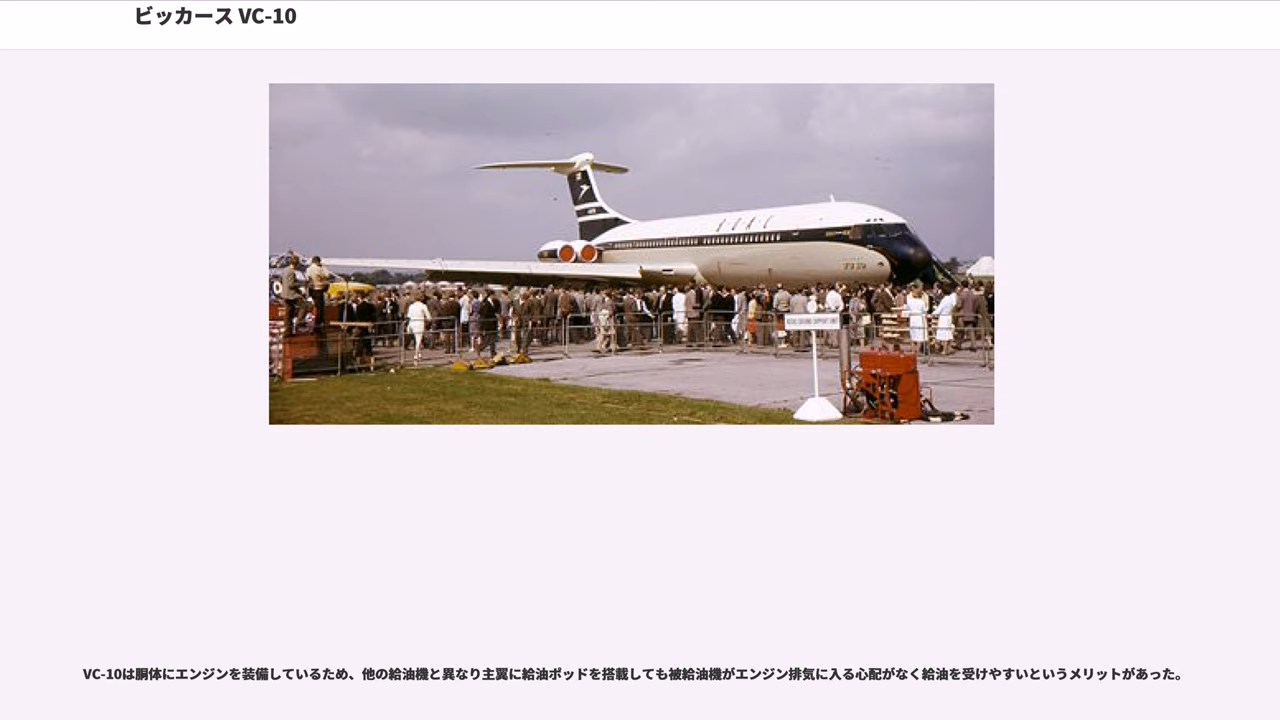 ビッカース VC-10
BOAC
VC-10は胴体にエンジンを装備しているため、他の給油機と異なり主翼に給油ポッドを搭載しても被給油機がエンジン排気に入る心配がなく給油を受けやすいというメリットがあった。